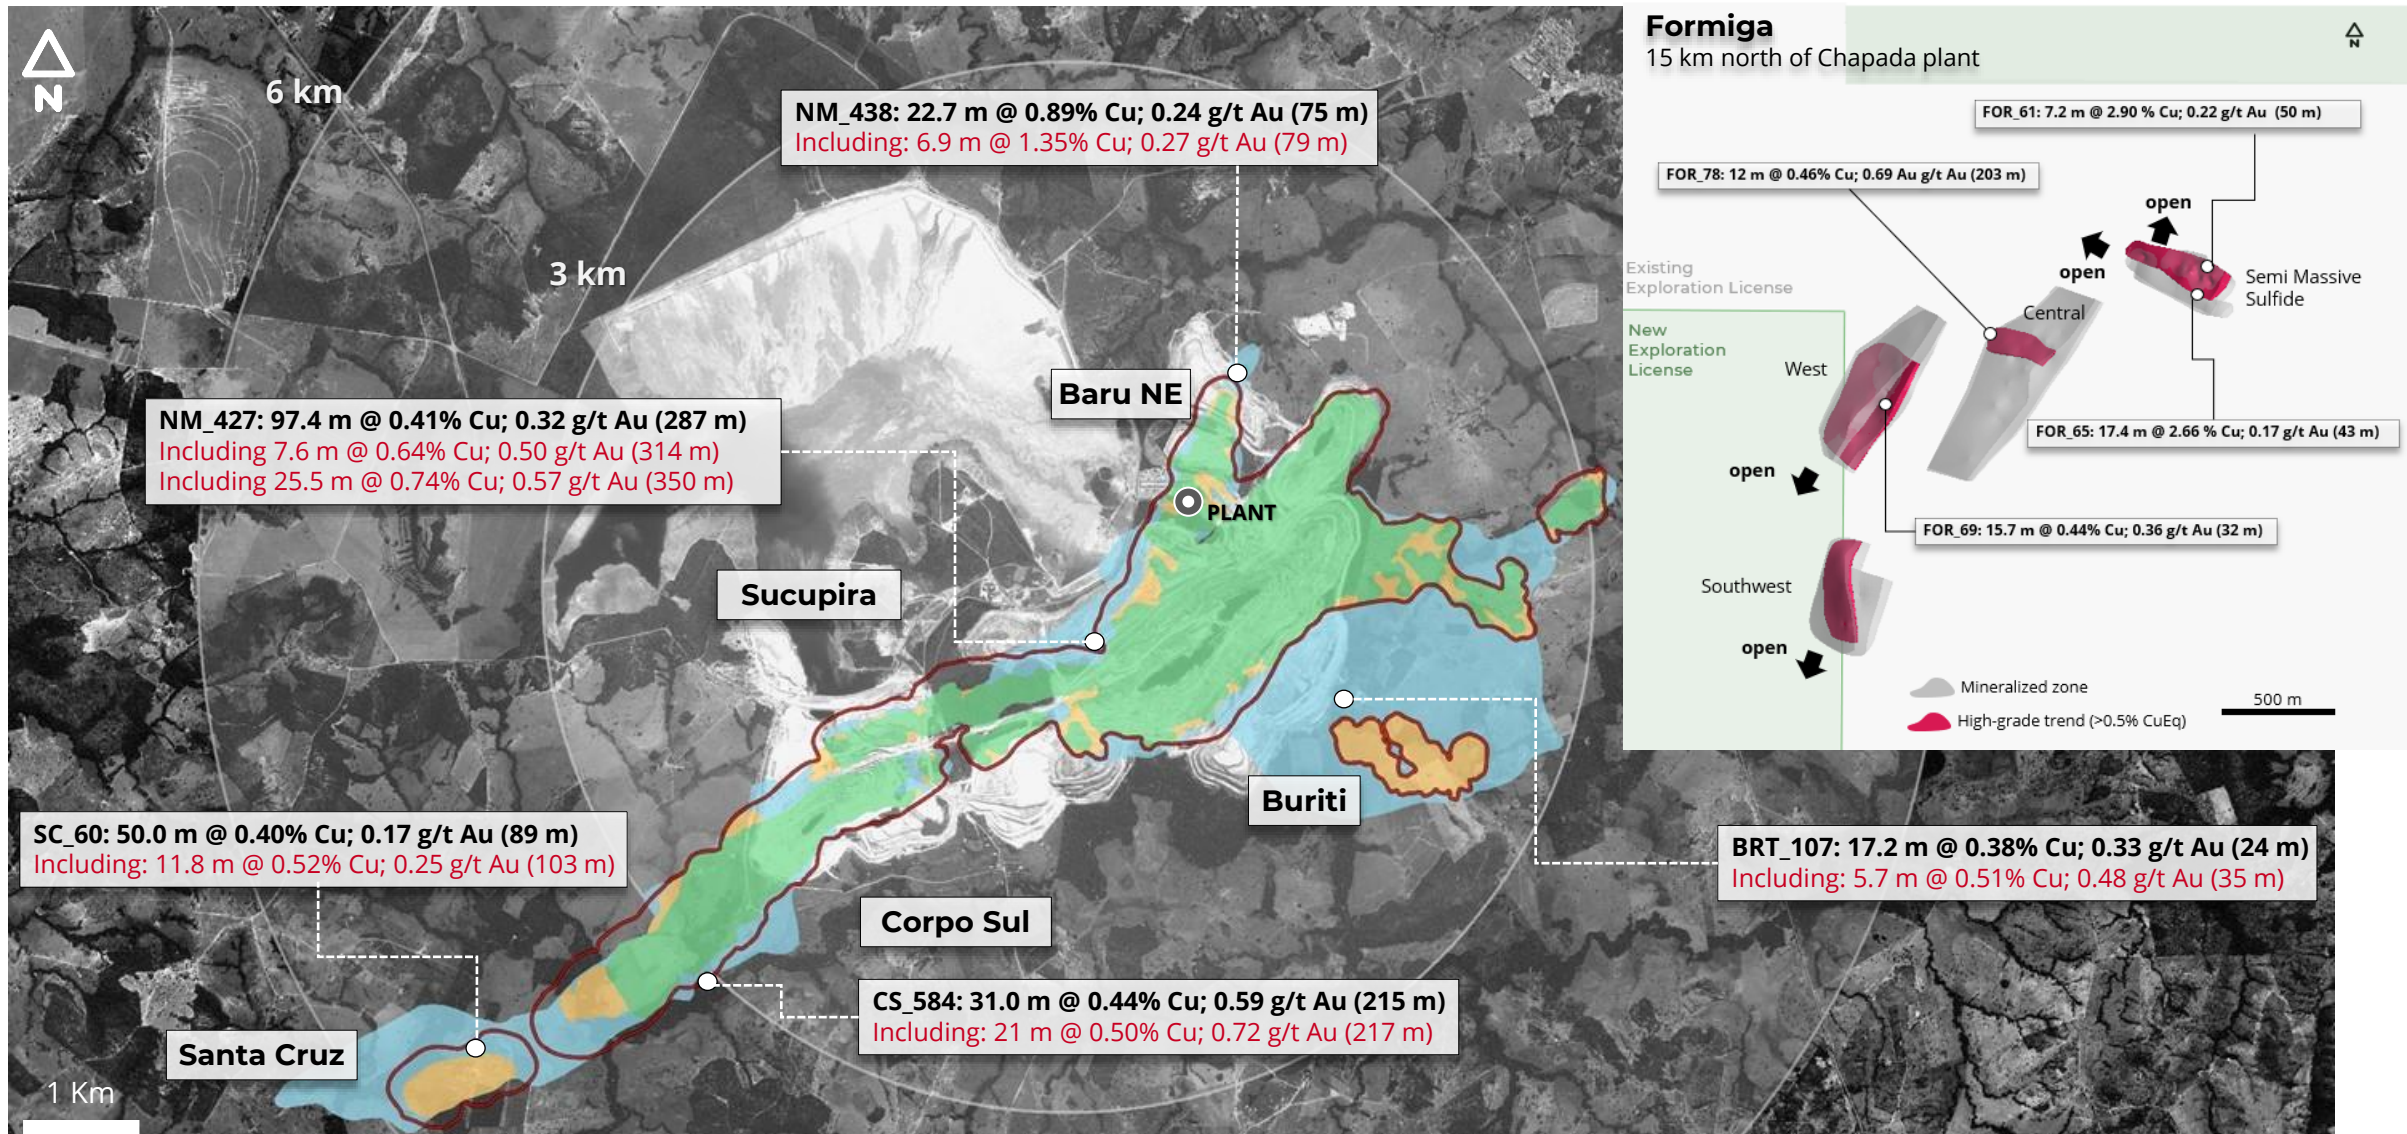 N
6 km
3 km
NM_438: 22.7 m @ 0.89% Cu; 0.24 g/t Au (75 m)
Including: 6.9 m @ 1.35% Cu; 0.27 g/t Au (79 m)
Baru NE
NM_427: 97.4 m @ 0.41% Cu; 0.32 g/t Au (287 m)
Including 7.6 m @ 0.64% Cu; 0.50 g/t Au (314 m)
Including 25.5 m @ 0.74% Cu; 0.57 g/t Au (350 m)
PLANT
Sucupira
Buriti
SC_60: 50.0 m @ 0.40% Cu; 0.17 g/t Au (89 m)
Including: 11.8 m @ 0.52% Cu; 0.25 g/t Au (103 m)
BRT_107: 17.2 m @ 0.38% Cu; 0.33 g/t Au (24 m)
Including: 5.7 m @ 0.51% Cu; 0.48 g/t Au (35 m)
Corpo Sul
CS_584: 31.0 m @ 0.44% Cu; 0.59 g/t Au (215 m)
Including: 21 m @ 0.50% Cu; 0.72 g/t Au (217 m)
Santa Cruz
1 Km
Formiga
15 km north of Chapada plant
N
FOR_61: 7.2 m @ 2.90 % Cu; 0.22 g/t Au (50 m)
FOR_78: 12 m @ 0.46% Cu; 0.69 Au g/t Au (203 m)
open
open
Existing
Exploration License
Semi Massive
Sulfide
Central
New
Exploration
License
West
FOR_65: 17.4 m @ 2.66 % Cu; 0.17 g/t Au (43 m)
open
FOR_69: 15.7 m @ 0.44% Cu; 0.36 g/t Au (32 m)
Southwest
open
Mineralized zone
High-grade trend (>0.5% CuEq)
500 m